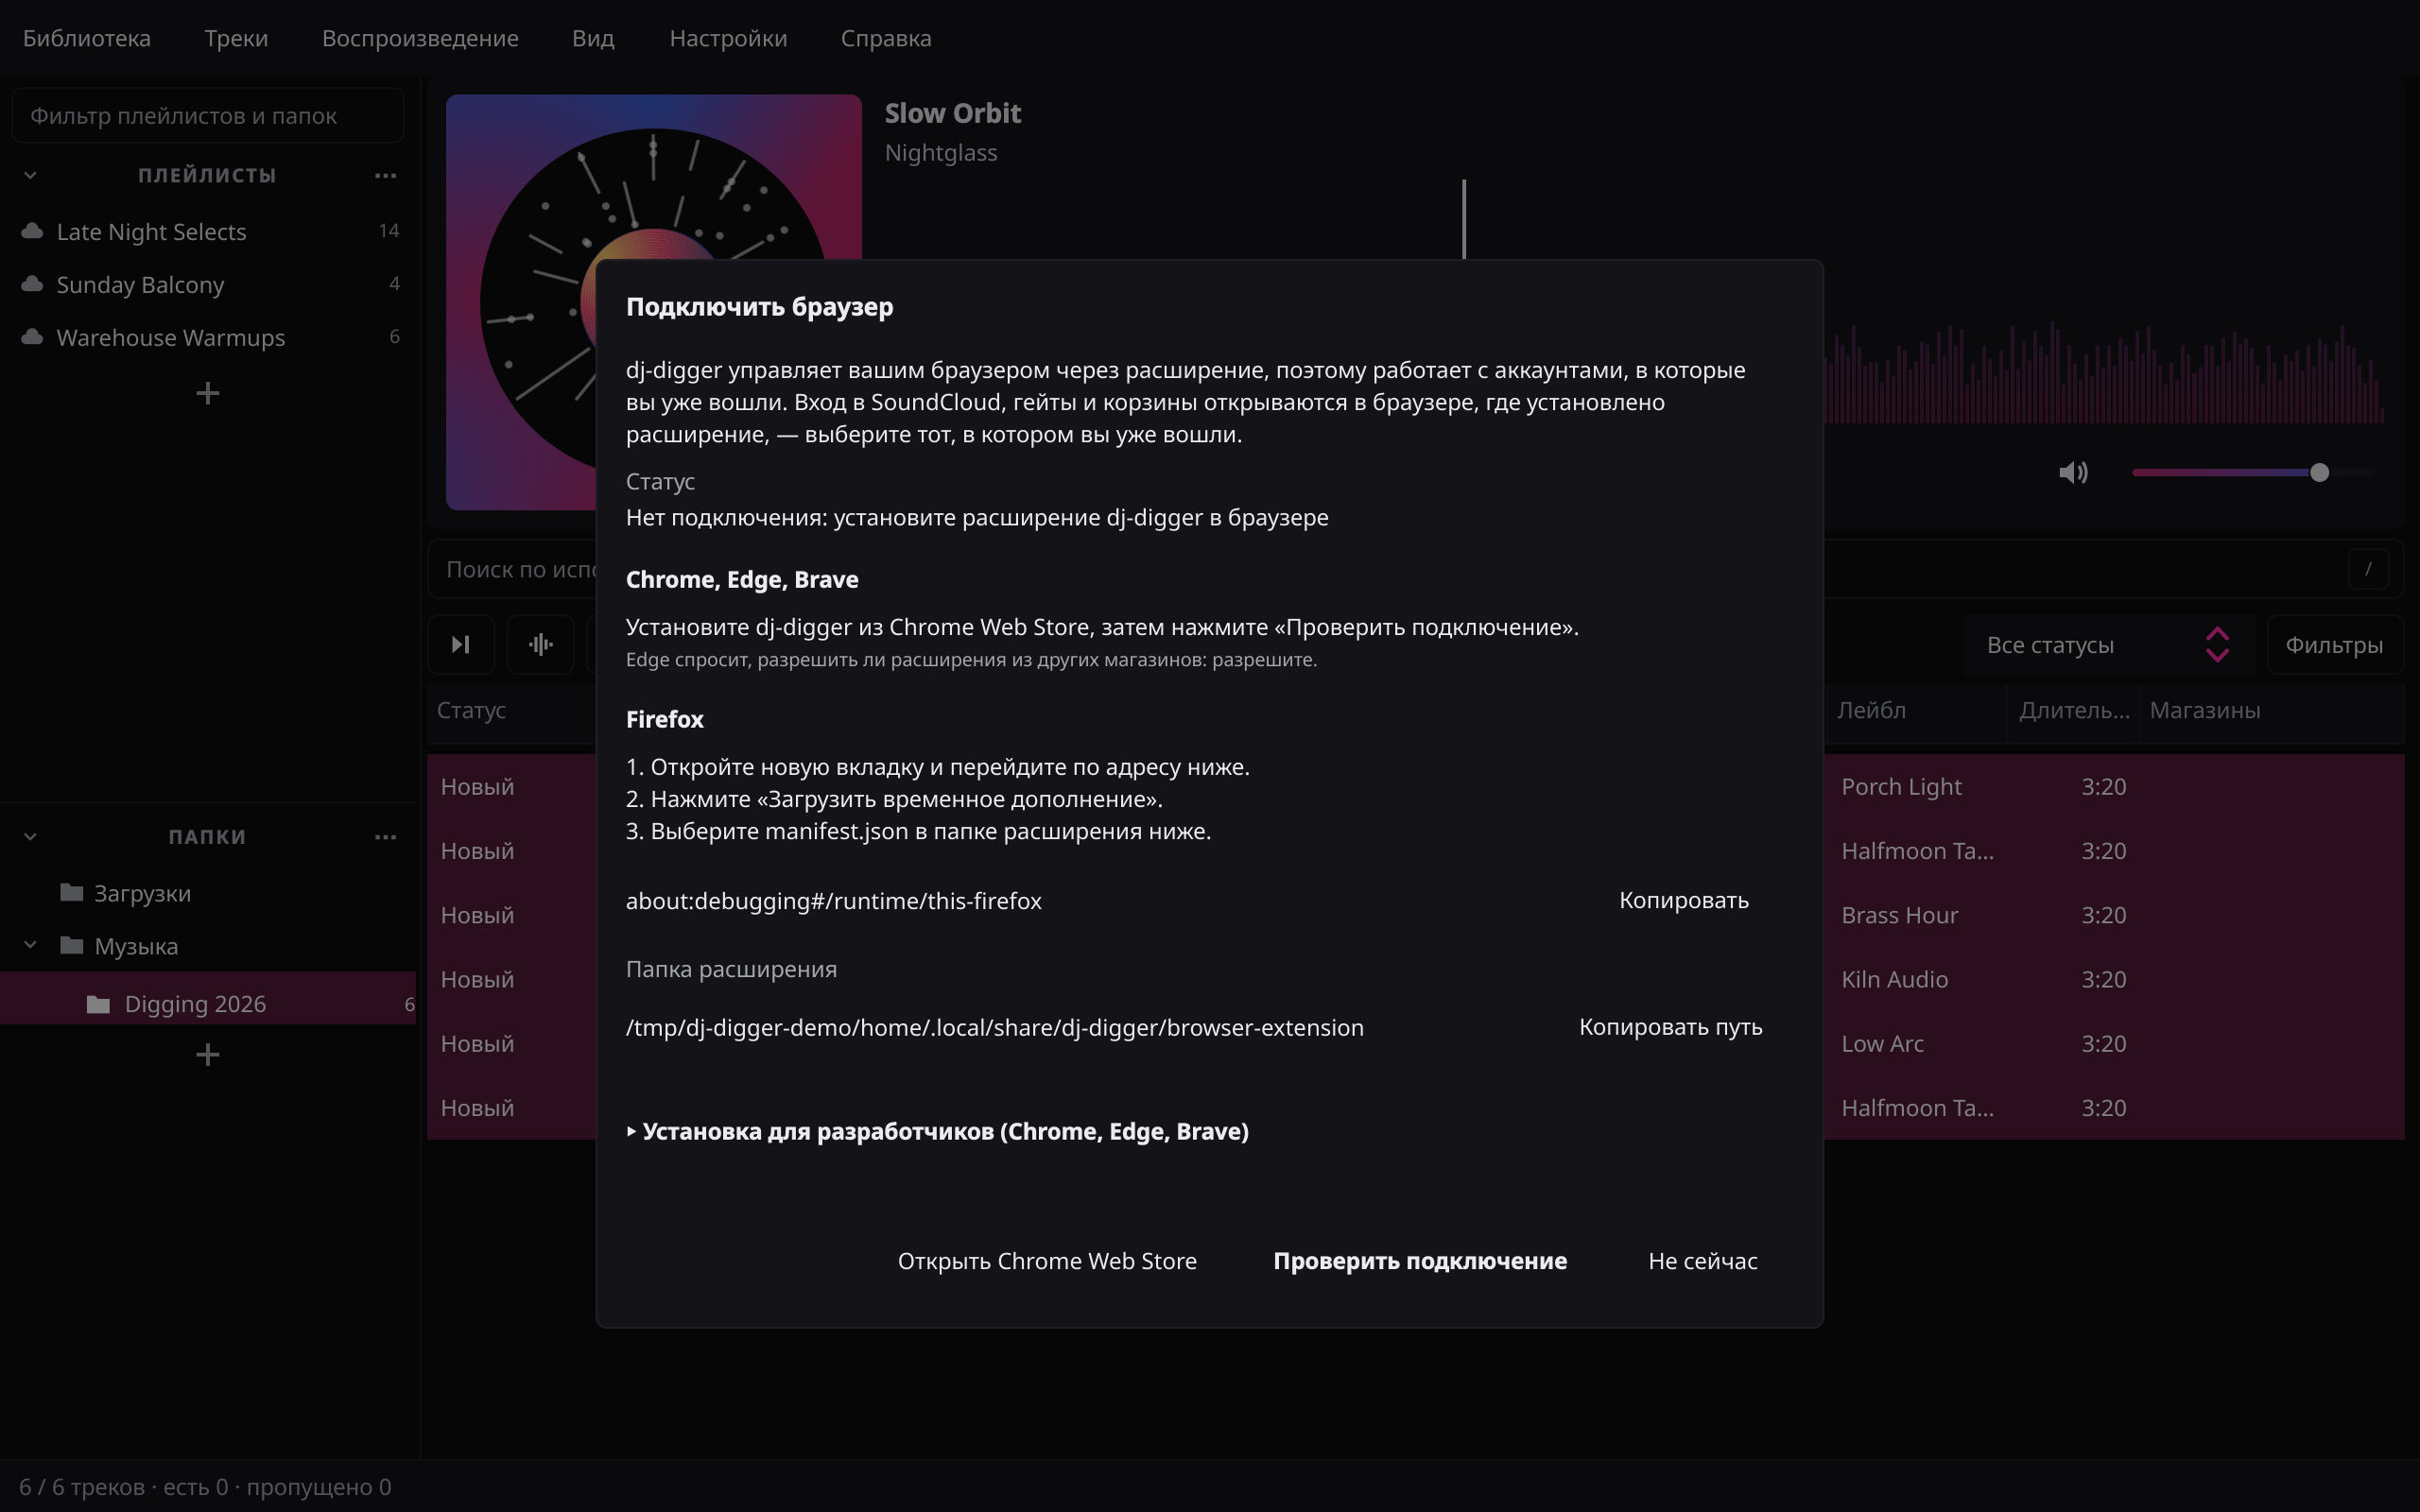 Библиотека Треки Воспроизведение Вид Настройки Справка
Фильтр плейлистов и папок
ПЛЕЙЛИСТЫ
Late Night Selects 14
Sunday Balcony 4
Warehouse Warmups 6
ПАПКИ
Загрузки
Музыка
Digging 2026 6
Slow Orbit
Nightglass
Поиск по
/
Все статусы
Фильтры
Статус Лейбл Длитель... Магазины
Новый Porch Light 3:20
Новый Halfmoon Ta... 3:20
Новый Brass Hour 3:20
Новый Kiln Audio 3:20
Новый Low Arc 3:20
Новый Halfmoon Ta... 3:20
Подключить браузер
dj-digger управляет вашим браузером через расширение, поэтому работает с аккаунтами, в которые
вы уже вошли. Вход в SoundCloud, гейты и корзины открываются в браузере, где установлено
расширение, — выберите тот, в котором вы уже вошли.
Статус
Нет подключения: установите расширение dj-digger в браузере
Chrome, Edge, Brave
Установите dj-digger из Chrome Web Store, затем нажмите «Проверить подключение».
Edge спросит, разрешить ли расширения из других магазинов: разрешите.
Firefox
1. Откройте новую вкладку и перейдите по адресу ниже.
2. Нажмите «Загрузить временное дополнение».
3. Выберите manifest.json в папке расширения ниже.
about:debugging#/runtime/this-firefox Копировать
Папка расширения
/tmp/dj-digger-demo/home/.local/share/dj-digger/browser-extension Копировать путь
Установка для разработчиков (Chrome, Edge, Brave)
Открыть Chrome Web Store Проверить подключение Не сейчас
6 / 6 треков · есть 0 · пропущено 0